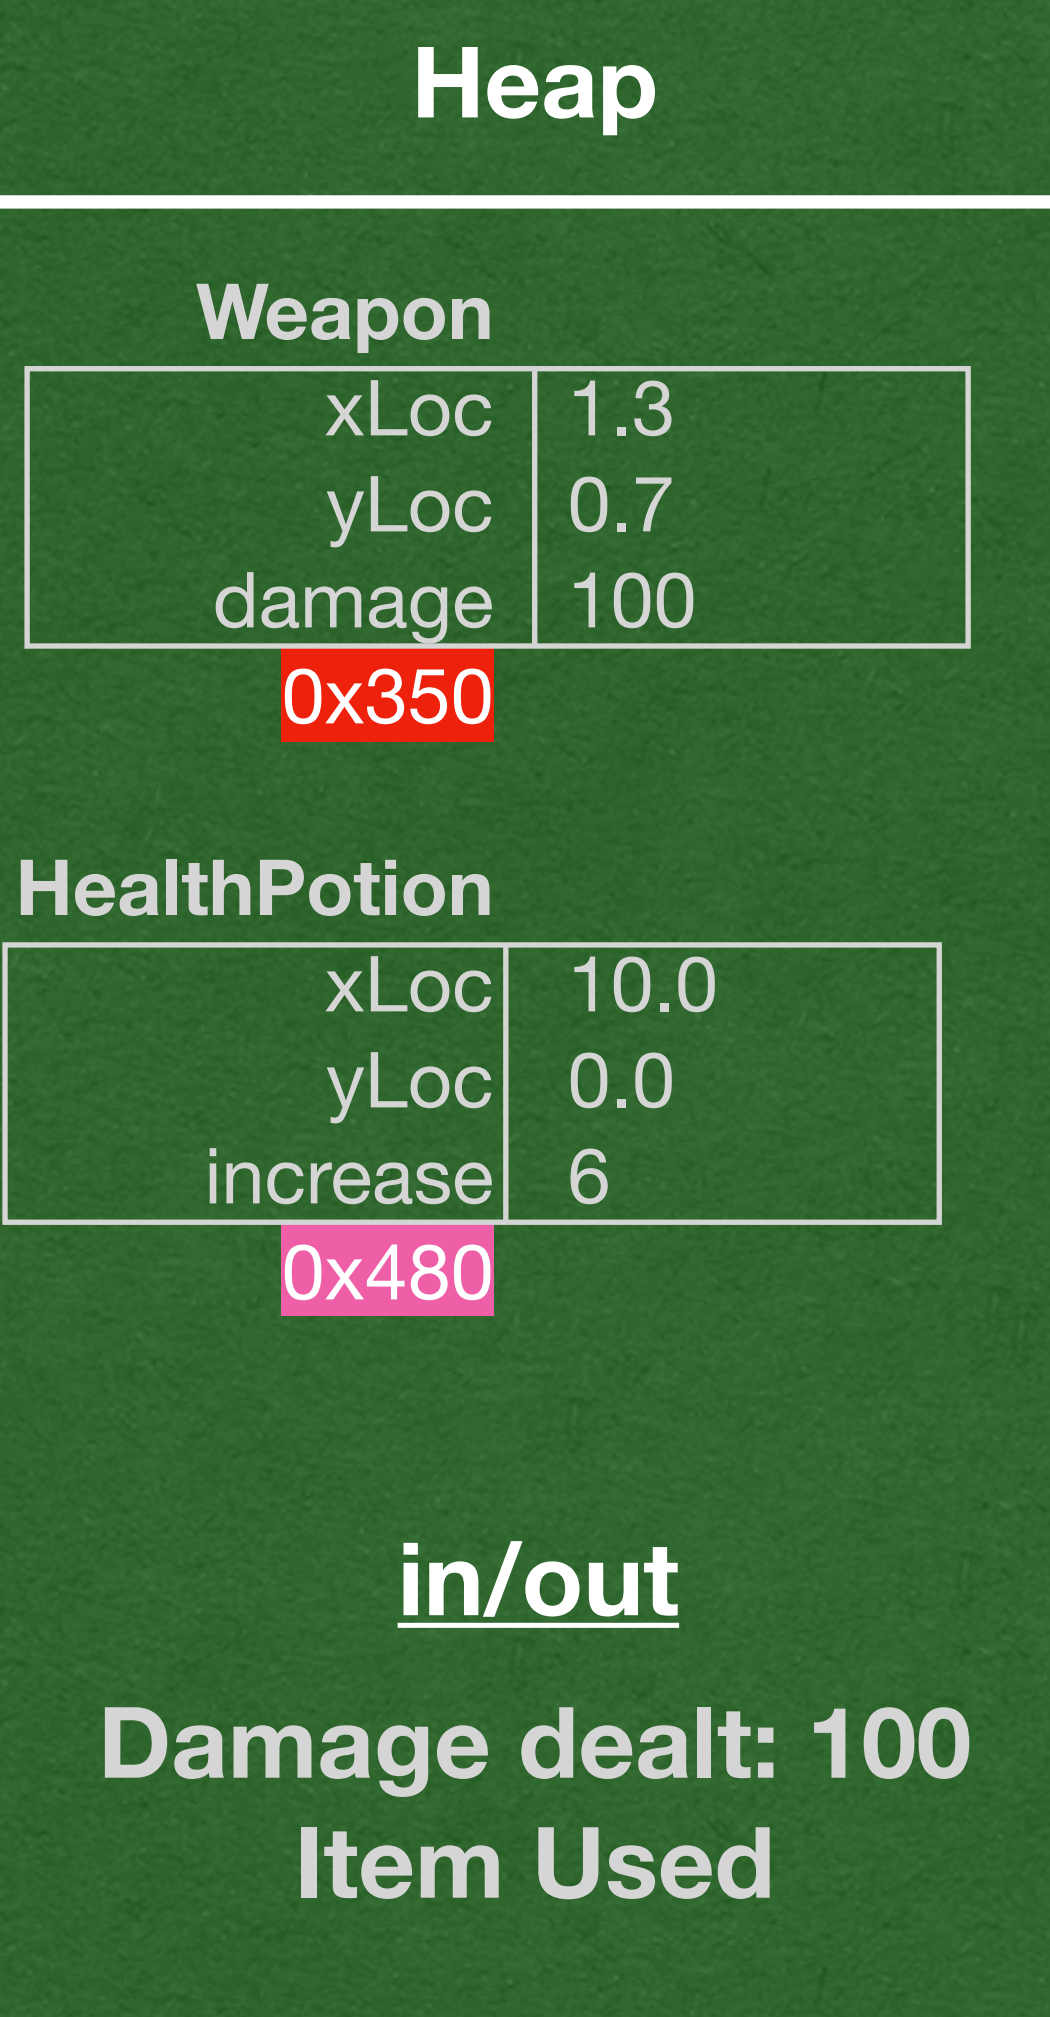 Heap
Weapon
xLoc 1.3
yLoc 0.7
damage 100
0x350
HealthPotion
xLoc 10.0
yLoc 0.0
increase 6
0x480
in/out
Damage dealt: 100
Item Used